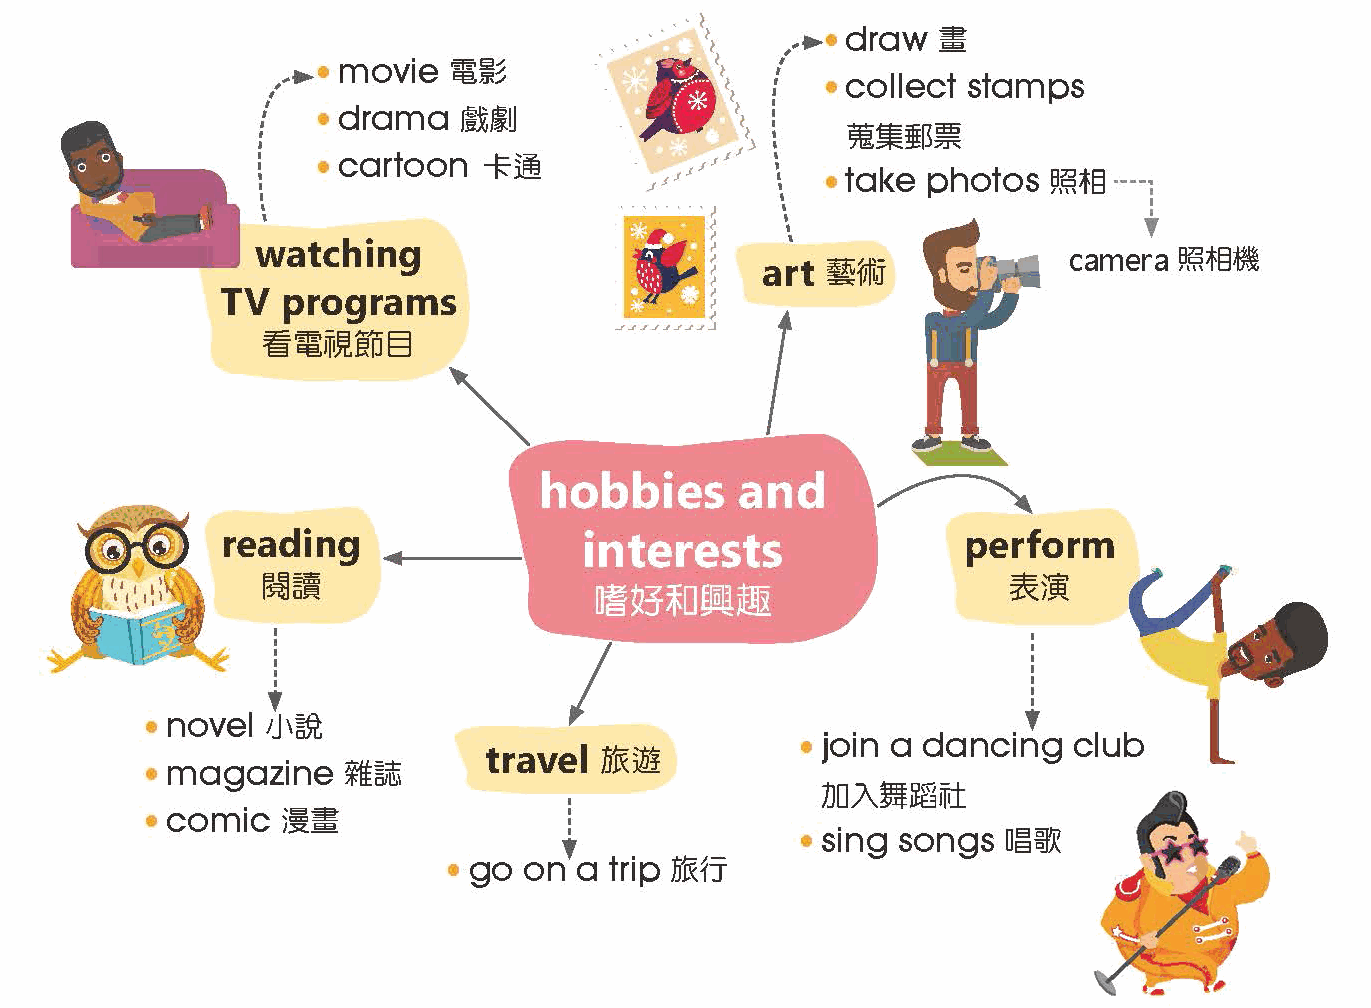 hobbies and
interests
嗜好和興趣
watching
TV programs
看電視節目
movie 電影
drama 戲劇
cartoon 卡通
art 藝術
draw 畫
collect stamps
蒐集郵票
take photos 照相
camera 照相機
perform
表演
join a dancing club
加入舞蹈社
sing songs 唱歌
travel 旅遊
go on a trip 旅行
reading
閱讀
novel 小說
magazine 雜誌
comic 漫畫